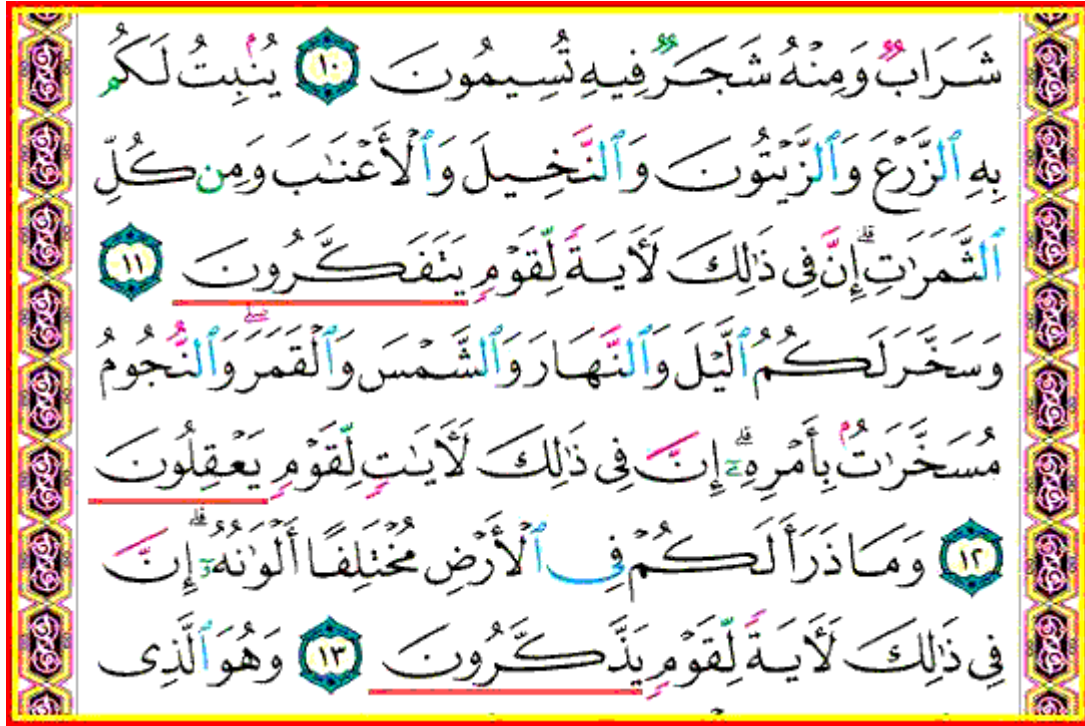 شَرَابٌ وَمِنْهُ شَجَرٌ فِيهِ تُسِيمُونَ ١٠ يُنۢبِتُ لَكُم
بِهِ ٱلزَّرْعَ وَٱلزَّيْتُونَ وَٱلنَّخِيلَ وَٱلْأَعْنَٰبَ وَمِن كُلِّ
ٱلثَّمَرَٰتِ ۗ إِنَّ فِى ذَٰلِكَ لَأٓيَةً لِّقَوْمٍ يَتَفَكَّرُونَ ١١
وَسَخَّرَ لَكُمُ ٱلَّيْلَ وَٱلنَّهَارَ وَٱلشَّمْسَ وَٱلْقَمَرَ ۖ وَٱلنُّجُومُ
مُسَخَّرَٰتٌۢ بِأَمْرِهِۦٓ ۗ إِنَّ فِى ذَٰلِكَ لَأٓيَٰتٍ لِّقَوْمٍ يَعْقِلُونَ
١٢ وَمَا ذَرَأَ لَكُمْ فِى ٱلْأَرْضِ مُخْتَلِفًا أَلْوَٰنُهُۥٓ ۗ إِنَّ
فِى ذَٰلِكَ لَأٓيَةً لِّقَوْمٍ يَذَّكَّرُونَ ١٣ وَهُوَ ٱلَّذِى